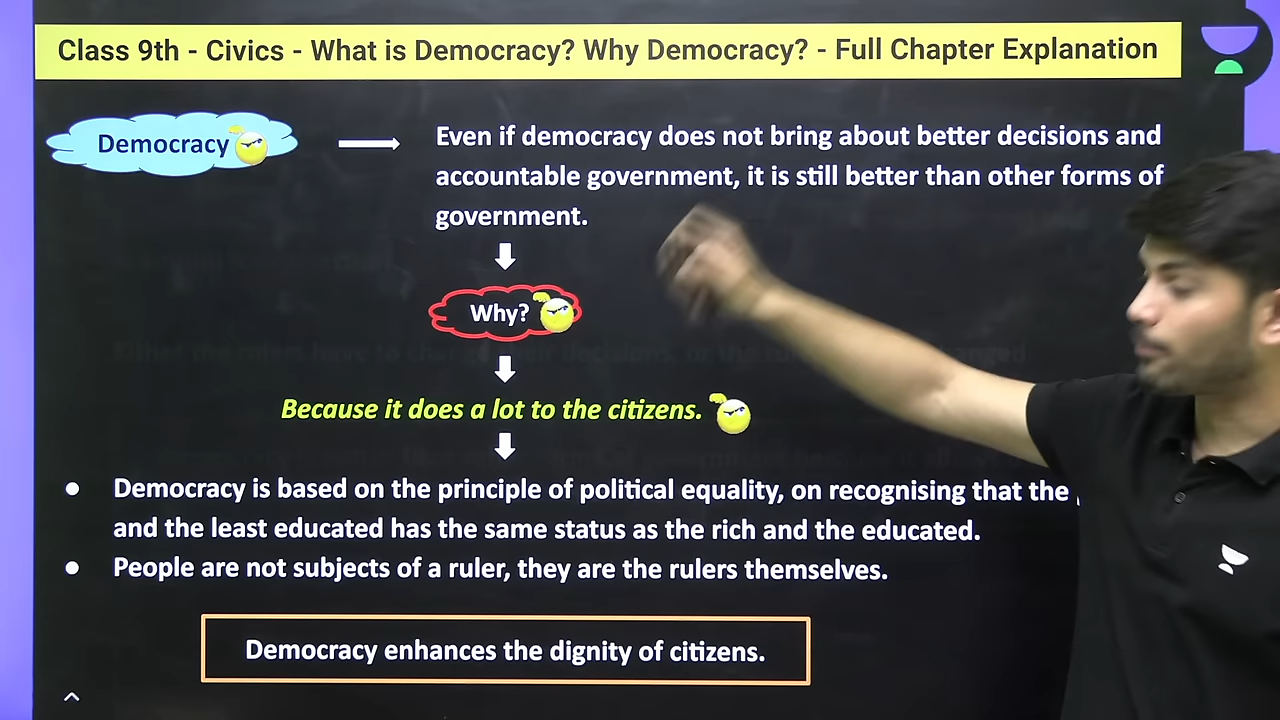 Class 9th - Civics - What is Democracy? Why Democracy? - Full Chapter Explanation
Democracy
Even if democracy does not bring about better decisions and
accountable government, it is still better than other forms of
government.
Why?
Because it does a lot to the citizens.
● Democracy is based on the principle of political equality, on recognising that the
and the least educated has the same status as the rich and the educated.
● People are not subjects of a ruler, they are the rulers themselves.
Democracy enhances the dignity of citizens.